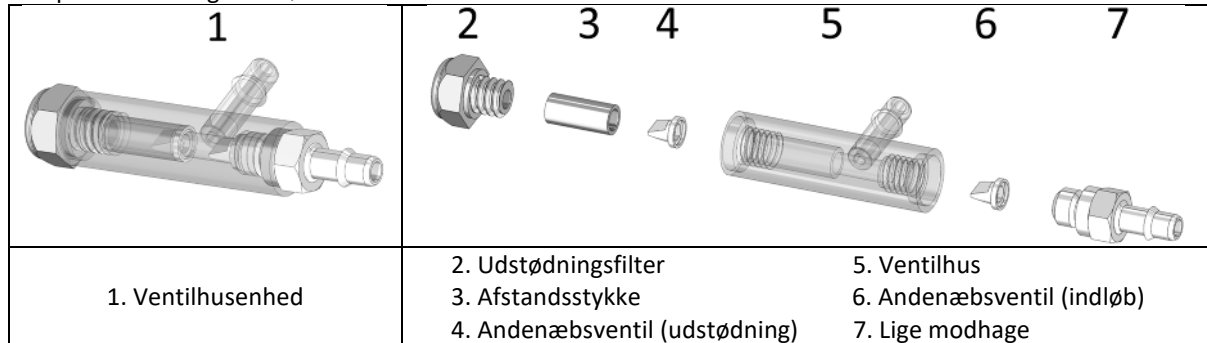 1
2 3 4 5 6 7
1. Ventilhusenhed
2. Udstødningsfilter
3. Afstandsstykke
4. Andenæbsventil (udstødning)
5. Ventilhus
6. Andenæbsventil (indløb)
7. Lige modhage